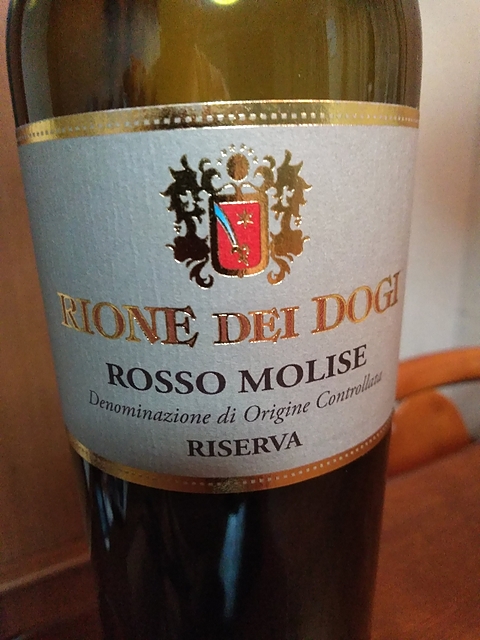 RIONE DEI DOGI
ROSSO MOLISE
Denominazione di Origine Controllata
RISERVA